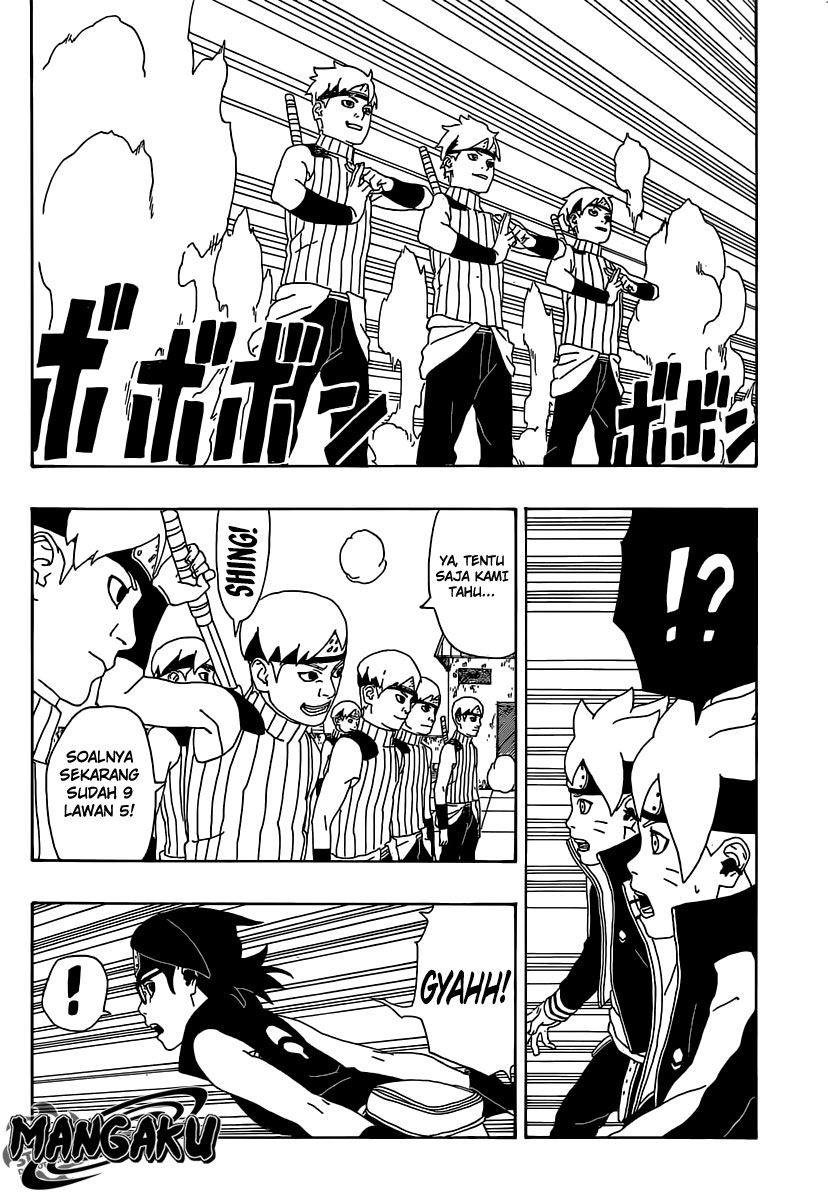 ボボボボン
ボボン
!?
YA, TENTU
SAJA KAMI
TAHU...
SHING!
SOALNYA
SEKARANG
SUDAH 9
LAWAN 5!
GYAHH!
!
MANGAKU